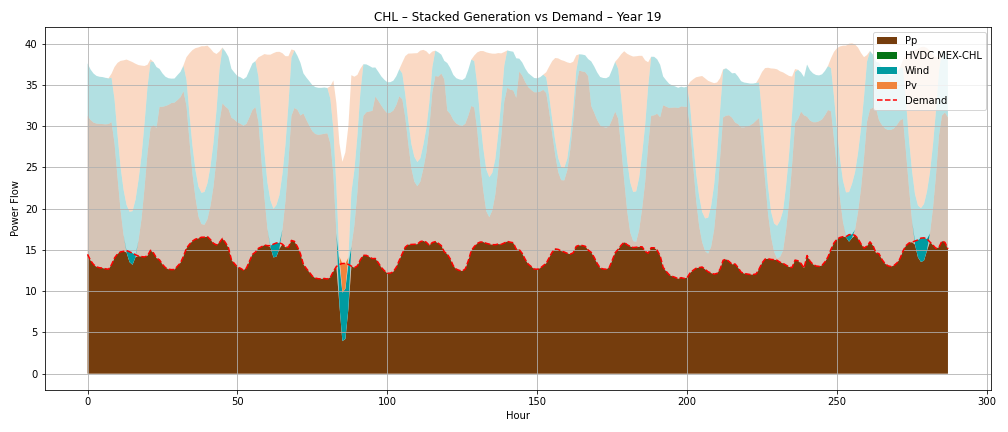 CHL – Stacked Generation vs Demand – Year 19
Pp
HVDC MEX-CHL
Wind
Pv
Demand
Power Flow
40
35
30
25
20
15
10
5
0
0 50 100 150 200 250 300
Hour